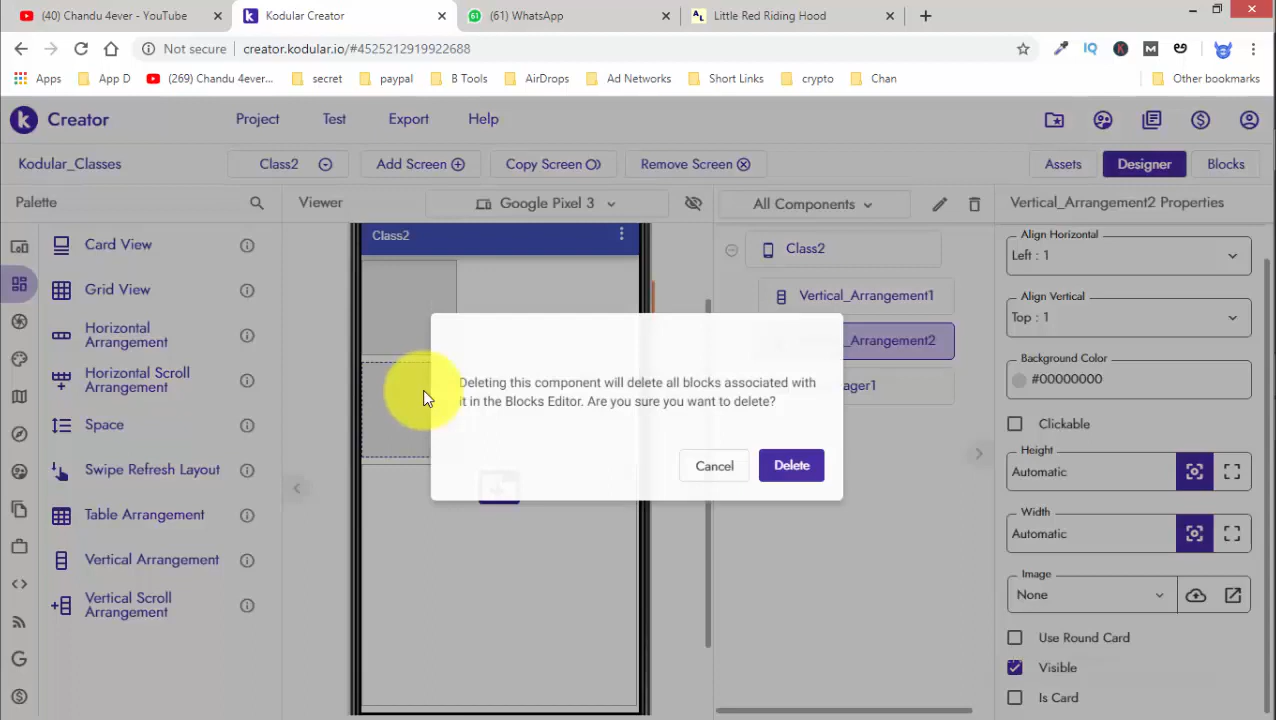 (40) Chandu 4ever - YouTube
Kodular Creator
(61) WhatsApp
Little Red Riding Hood
Not secure
creator.kodular.io/#4525212919922688
Apps
App D
(269) Chandu 4ever...
secret
paypal
B Tools
AirDrops
Ad Networks
Short Links
crypto
Chan
Other bookmarks
Creator
Project
Test
Export
Help
Kodular_Classes
Class2
Add Screen
Copy Screen
Remove Screen
Assets
Designer
Blocks
Palette
Viewer
Google Pixel 3
All Components
Vertical_Arrangement2 Properties
Card View
Grid View
Horizontal
Arrangement
Horizontal Scroll
Arrangement
Space
Swipe Refresh Layout
Table Arrangement
Vertical Arrangement
Vertical Scroll
Arrangement
Class2
Class2
Vertical_Arrangement1
_Arrangement2
ager1
Deleting this component will delete all blocks associated with
it in the Blocks Editor. Are you sure you want to delete?
Cancel
Delete
Align Horizontal
Left : 1
Align Vertical
Top : 1
Background Color
#00000000
Clickable
Height
Automatic
Width
Automatic
Image
None
Use Round Card
Visible
Is Card